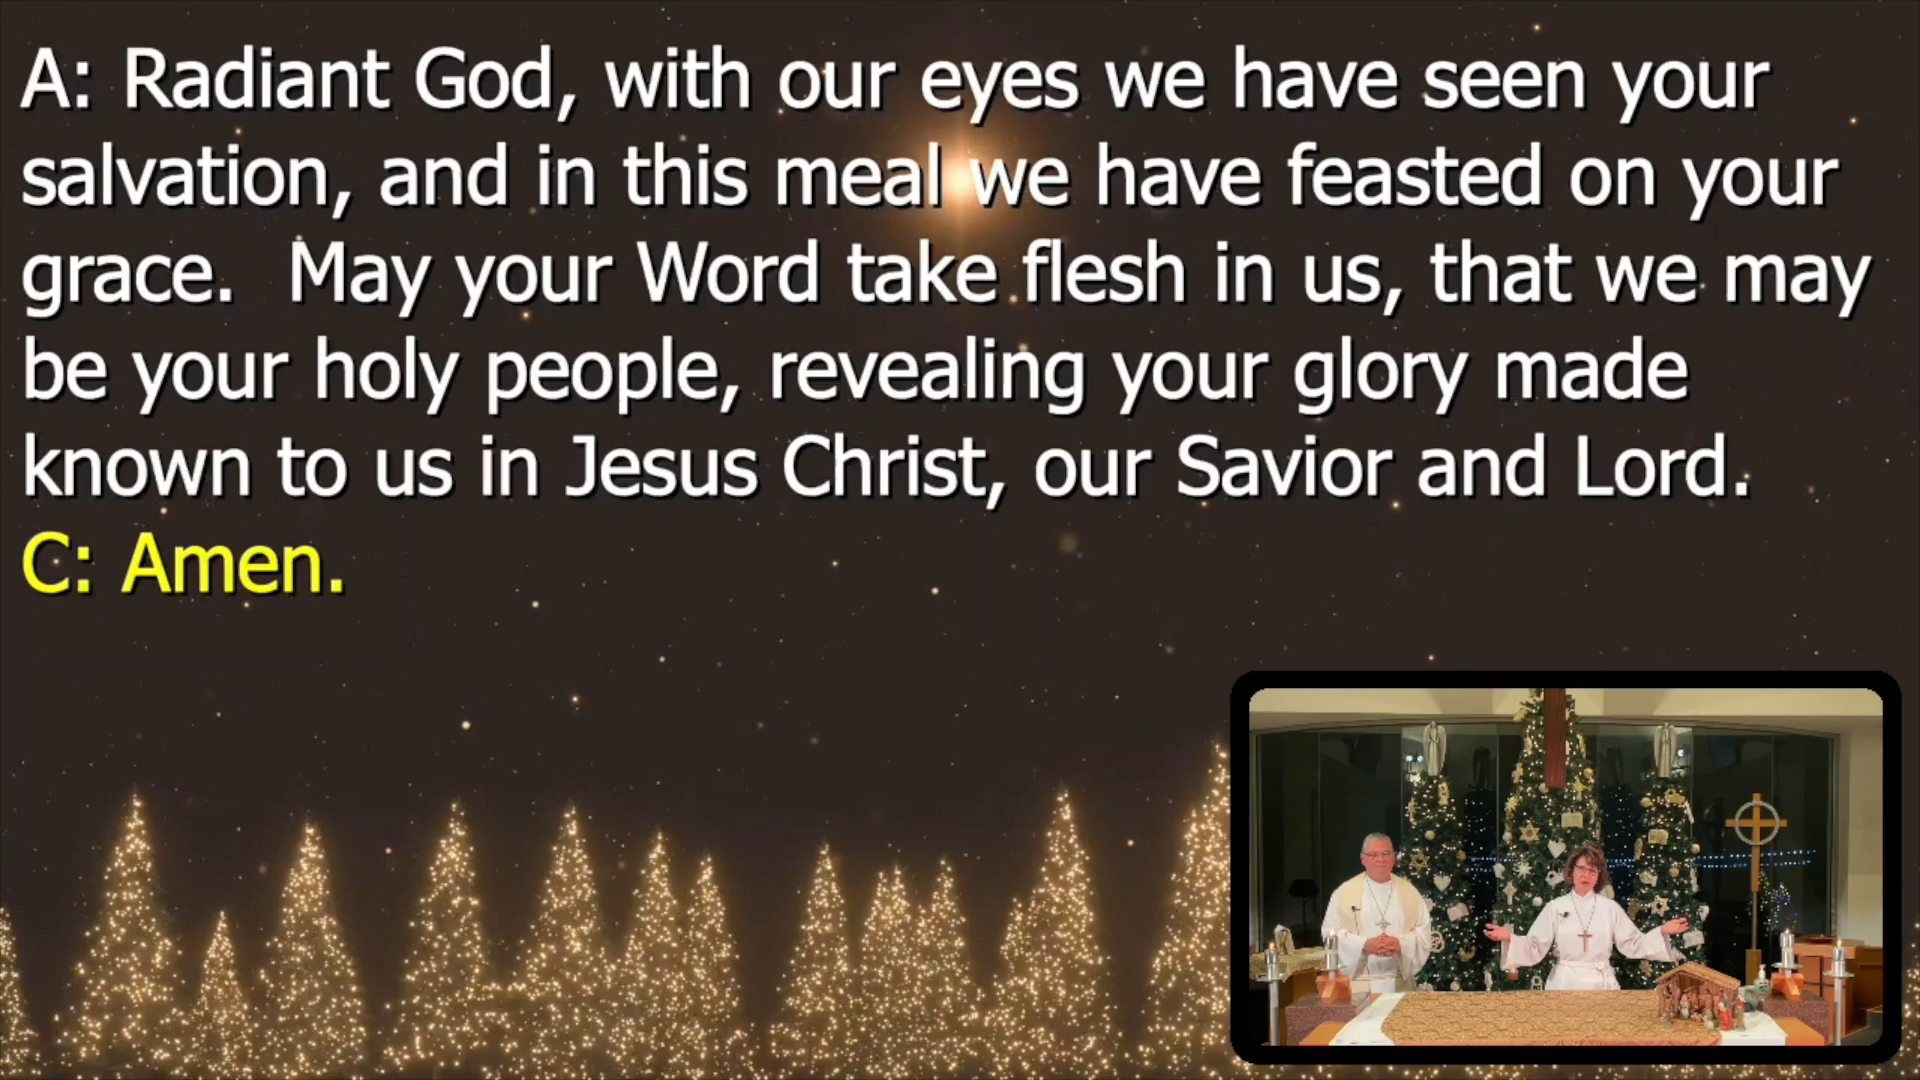 A: Radiant God, with our eyes we have seen your
salvation, and in this meal we have feasted on your
grace.  May your Word take flesh in us, that we may
be your holy people, revealing your glory made
known to us in Jesus Christ, our Savior and Lord.
C: Amen.